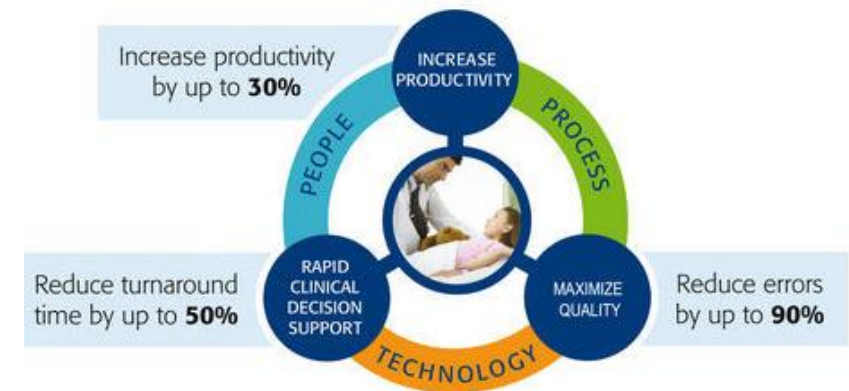 Increase productivity
by up to 30%
INCREASE
PRODUCTIVITY
PEOPLE
PROCESS
Reduce turnaround
time by up to 50%
RAPID
CLINICAL
DECISION
SUPPORT
MAXIMIZE
QUALITY
Reduce errors
by up to 90%
TECHNOLOGY